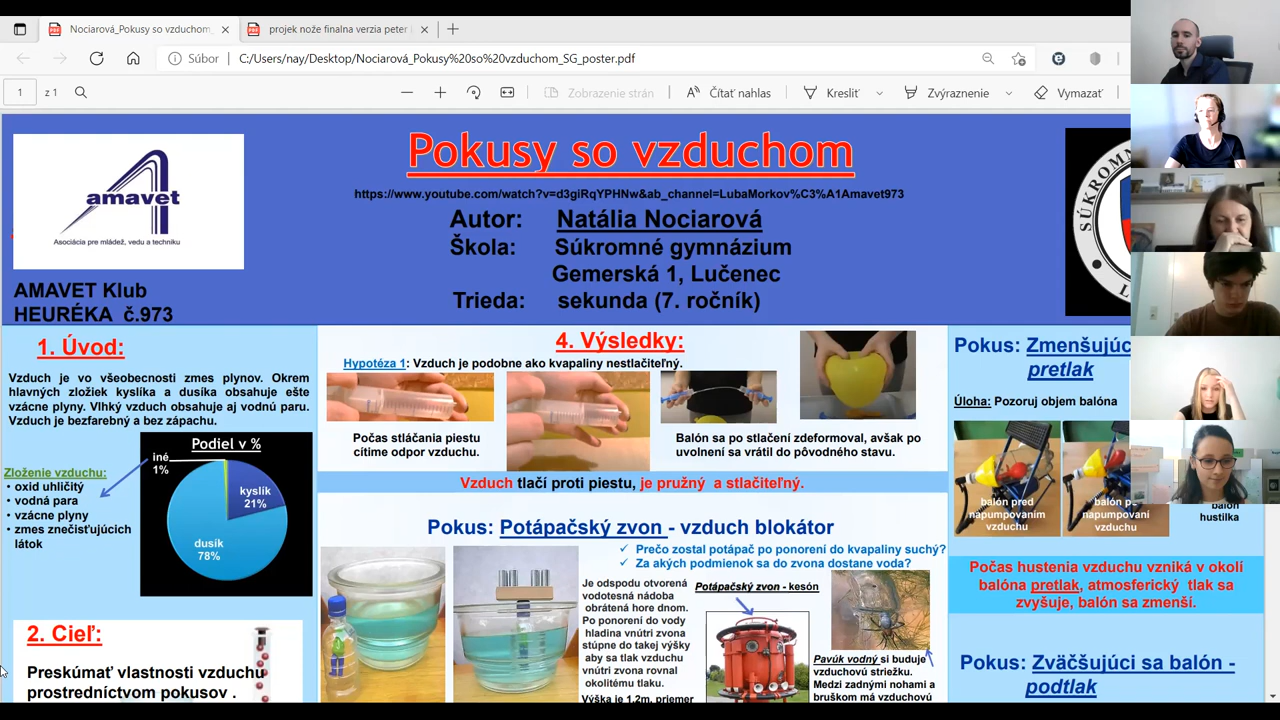 Nociarová_Pokusy so vzduchom_
projek nože finalna verzia peter
Súbor
C:/Users/nay/Desktop/Nociarová_Pokusy%20so%20vzduchom_SG_poster.pdf
1
z 1
Zobrazenie strán
Čítať nahlas
Kresliť
Zvýraznenie
Vymazať
amavet
Asociácia pre mládež, vedu a techniku
AMAVET Klub
HEURÉKA č.973
Pokusy so vzduchom
https://www.youtube.com/watch?v=d3giRqYPHNw&ab_channel=LubaMorkov%C3%A1Amavet973
Autor: Natália Nociarová
Škola: Súkromné gymnázium
Gemerská 1, Lučenec
Trieda: sekunda (7. ročník)
SÚKROMN
1. Úvod:
Vzduch je vo všeobecnosti zmes plynov. Okrem
hlavných zložiek kyslíka a dusíka obsahuje ešte
vzácne plyny. Vlhký vzduch obsahuje aj vodnú paru.
Vzduch je bezfarebný a bez zápachu.
Zloženie vzduchu:
• oxid uhličitý
• vodná para
• vzácne plyny
• zmes znečisťujúcich
látok
Podiel v %
iné
1%
kyslík
21%
dusík
78%
2. Cieľ:
Preskúmať vlastnosti vzduchu
prostredníctvom pokusov .
4. Výsledky:
Hypotéza 1: Vzduch je podobne ako kvapaliny nestlačiteľný.
Počas stláčania piestu
cítime odpor vzduchu.
Balón sa po stlačení zdeformoval, avšak po
uvolnení sa vrátil do pôvodného stavu.
Vzduch tlačí proti piestu, je pružný a stlačiteľný.
Pokus: Potápačský zvon - vzduch blokátor
✓ Prečo zostal potápač po ponorení do kvapaliny suchý?
✓ Za akých podmienok sa do zvona dostane voda?
Je odspodu otvorená
vodotesná nádoba
obrátená hore dnom.
Po ponorení do vody
hladina vnútri zvona
stúpne do takej výšky
aby sa tlak vzduchu
vnútri zvona rovnal
okolitému tlaku.
Výška je 1,2m, priemer
Potápačský zvon - kesón
Pavúk vodný si buduje
vzduchovú striežku.
Medzi zadnými nohami a
bruškom má vzduchovú
Pokus: Zmenšujúc
pretlak
Úloha: Pozoruj objem balóna
balón pred
napumpovaním
vzduchu
balón p
napumpovaní
vzduchu
balón
hustilka
Počas hustenia vzduchu vzniká v okolí
balóna pretlak, atmosferický tlak sa
zvyšuje, balón sa zmenší.
Pokus: Zväčšujúci sa balón -
podtlak